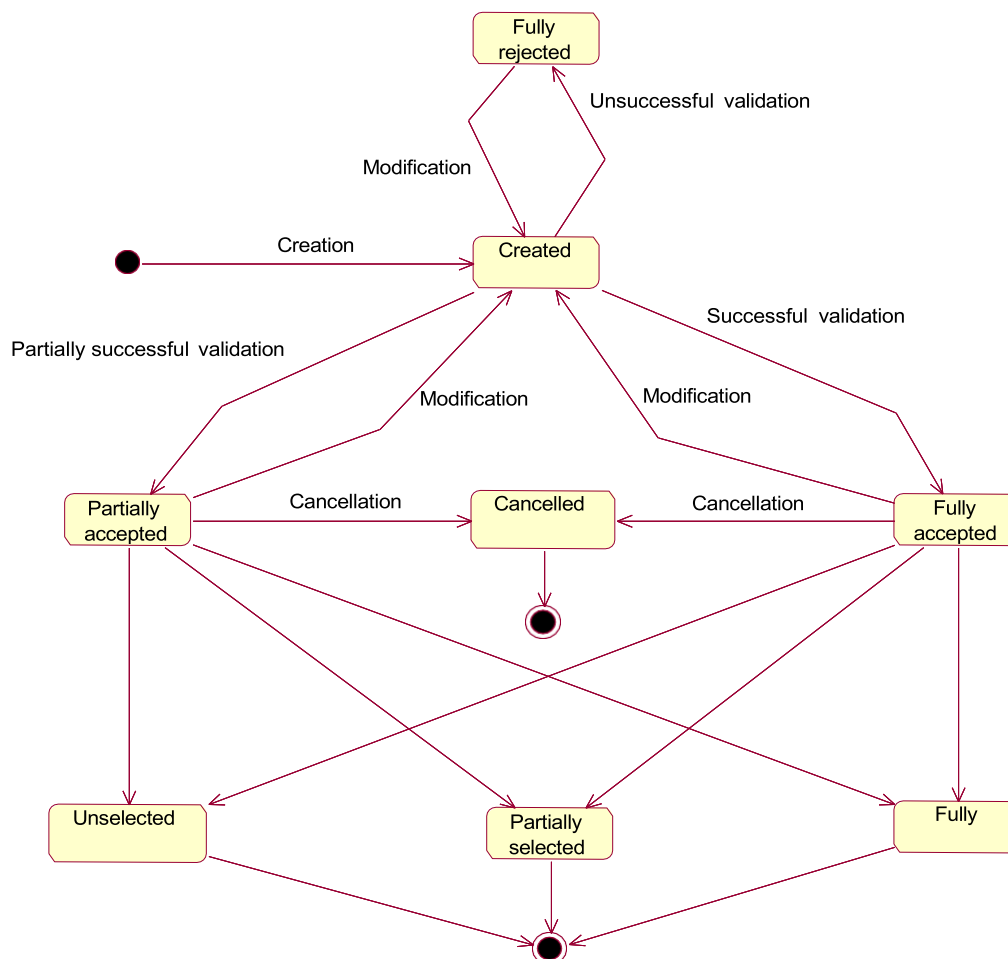 Fully
rejected
Unsuccessful validation
Modification
Creation
Created
Successful validation
Partially successful validation
Modification
Modification
Partially
accepted
Cancellation
Cancelled
Cancellation
Fully
accepted
Unselected
Partially
selected
Fully